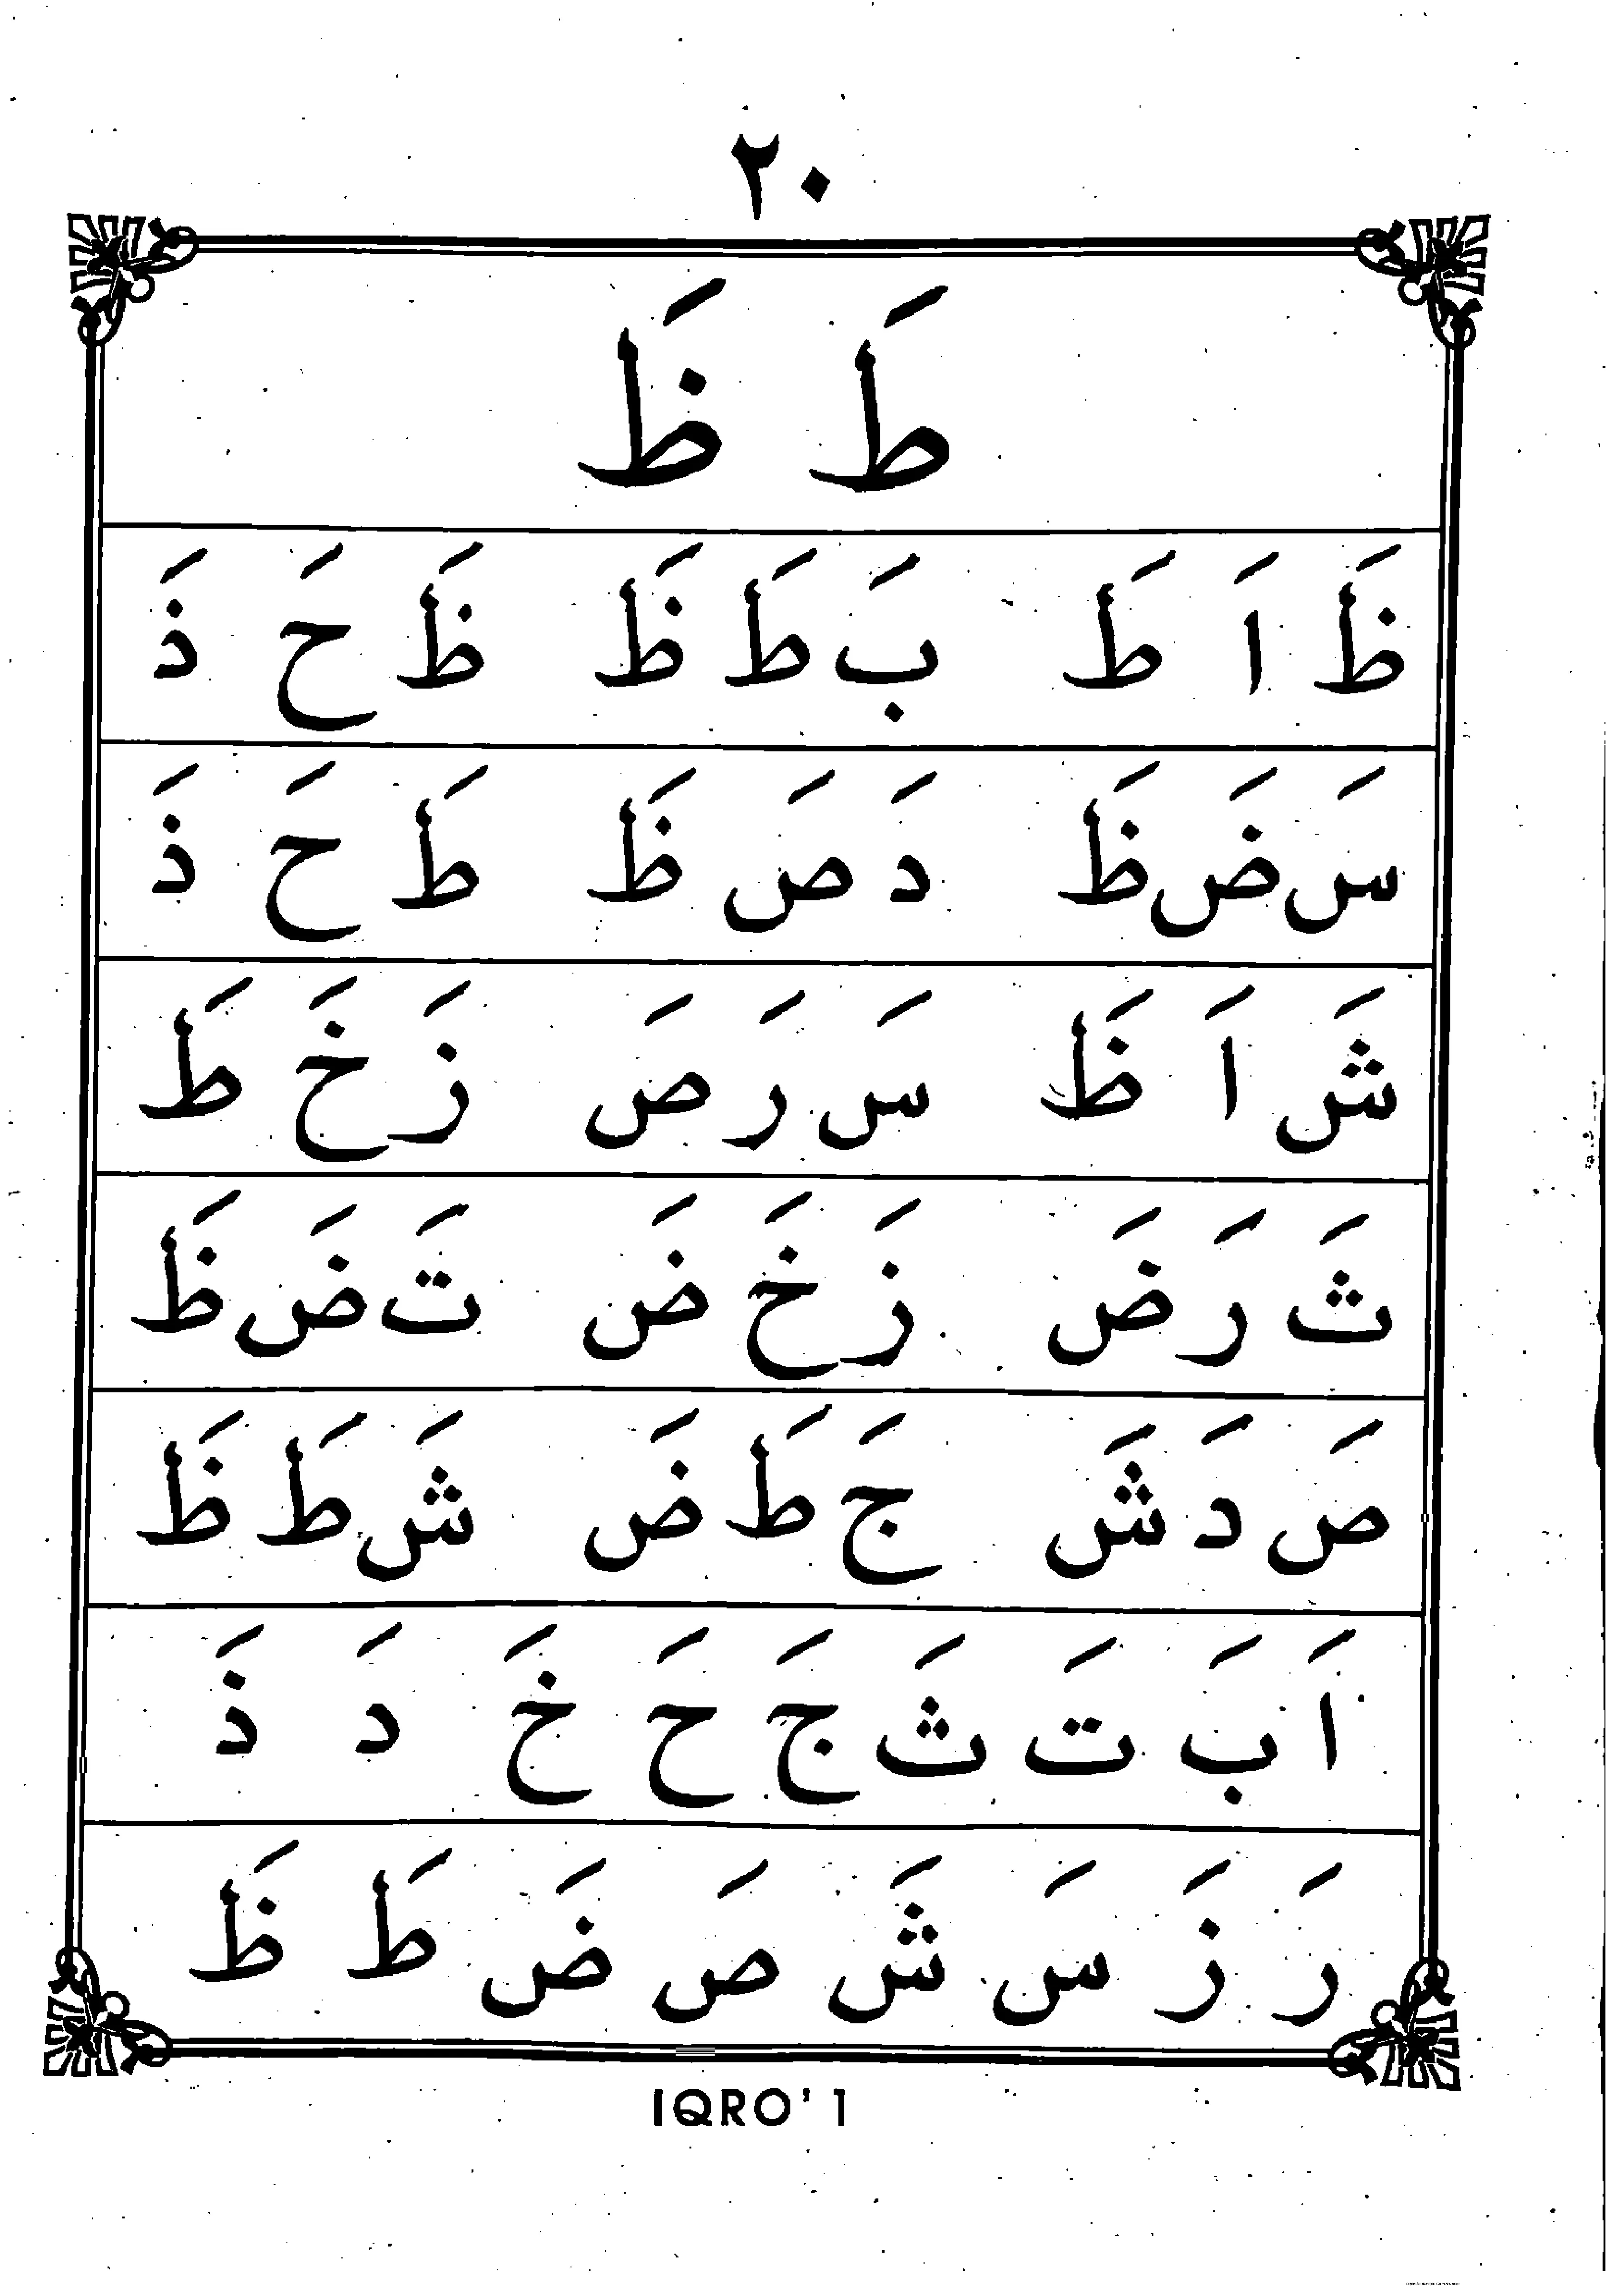 ٢٠
طَ ظَ
ظَ اَ طَ بَ طَ ظَ ظَ حَ ذَ
سَ ضَ ظَ دَ صَ ظَ طَ حَ ذَ
شَ اَ ظَ سَ رَ صَ زَ خَ طَ
ثَ رَ ضَ زَ خَ ضَ تَ ضَ ظَ
صَ دَ شَ جَ طَ ضَ شَ طَ ظَ
اَ بَ تَ ثَ جَ حَ خَ دَ ذَ
رَ زَ سَ شَ صَ ضَ طَ ظَ
IQRO' 1